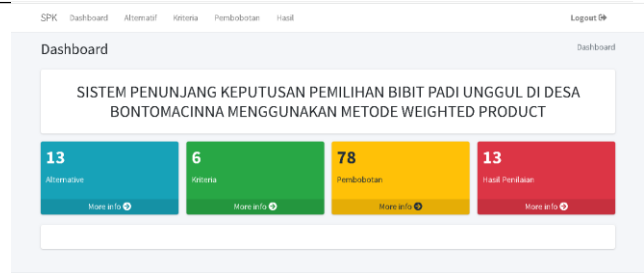 SPK Dashboard Alternatif Kriteria Pembobotan Hasil Logout
Dashboard Dashboard
SISTEM PENUNJANG KEPUTUSAN PEMILIHAN BIBIT PADI UNGGUL DI DESA
BONTOMACINNA MENGGUNAKAN METODE WEIGHTED PRODUCT
13 6 78 13
Alternative Kriteria Pembobotan Hasil Penilaian
More info More info More info More info